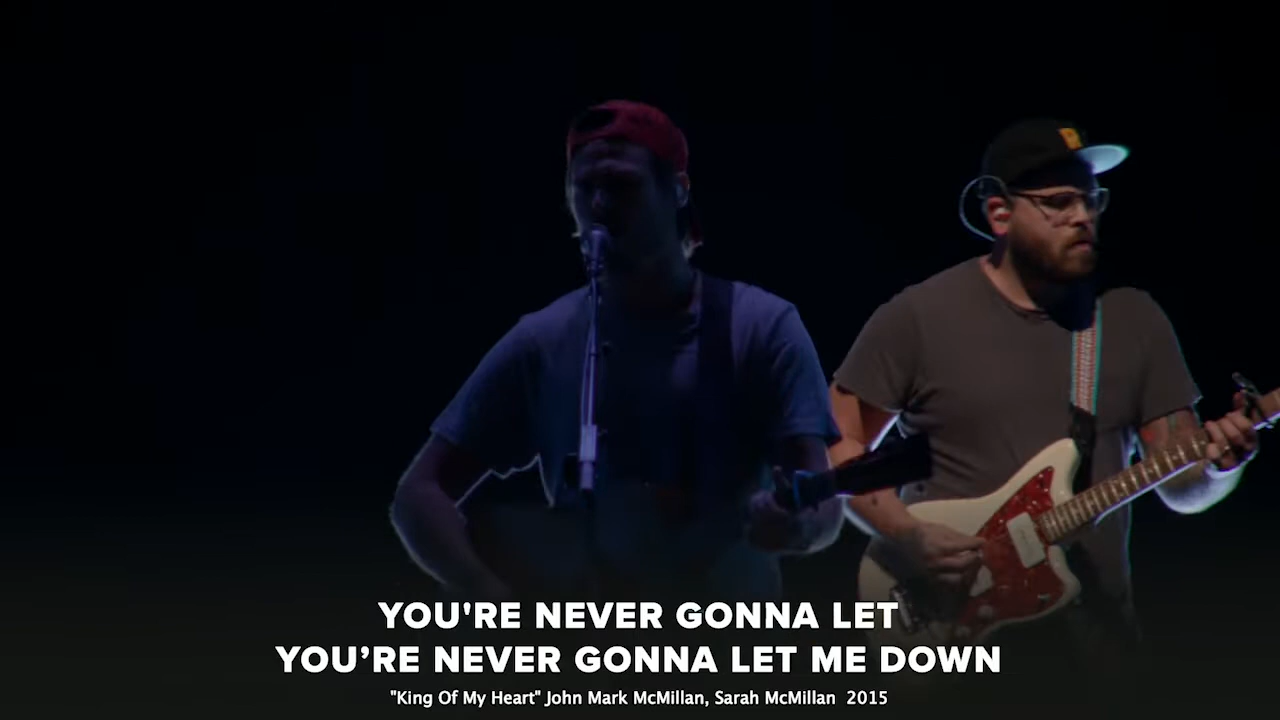 YOU'RE NEVER GONNA LET
YOU’RE NEVER GONNA LET ME DOWN
"King Of My Heart" John Mark McMillan, Sarah McMillan  2015